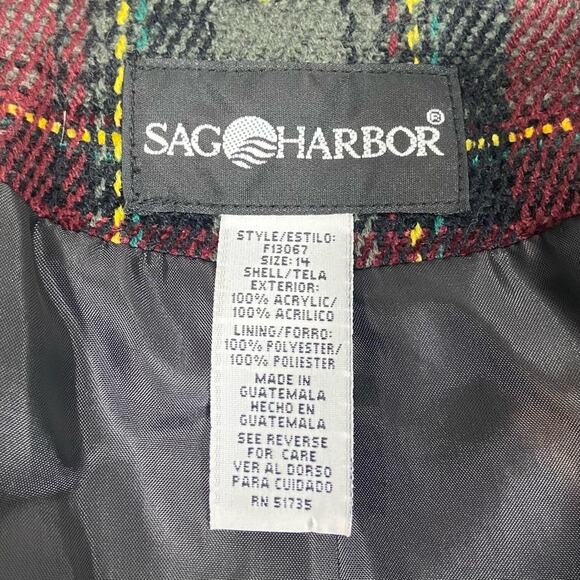 SAG HARBOR ®
STYLE/ESTILO:
F13067
SIZE: 14
SHELL/TELA
EXTERIOR:
100% ACRYLIC/
100% ACRILICO
LINING/FORRO:
100% POLYESTER/
100% POLIESTER
MADE IN
GUATEMALA
HECHO EN
GUATEMALA
SEE REVERSE
FOR CARE
VER AL DORSO
PARA CUIDADO
RN 51735